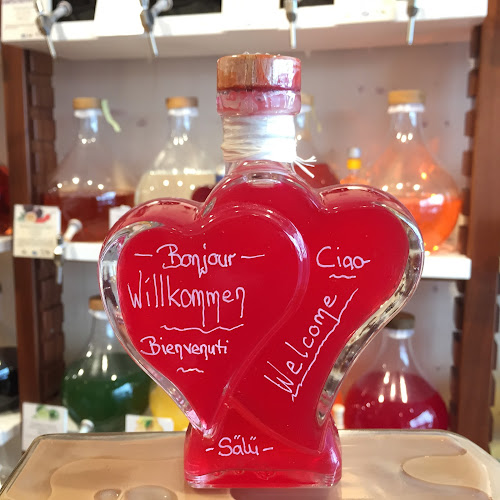 - Bonjour -
Willkommen
Bienvenuti
Ciao
Welcome
- Sälü -